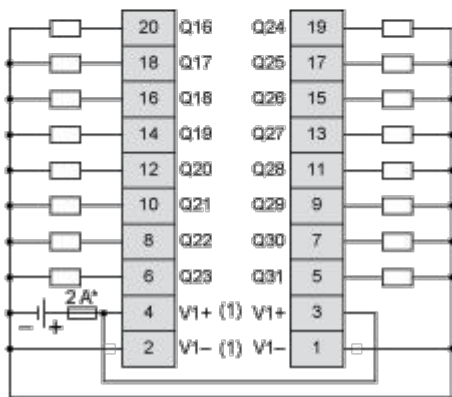 20 Q16 Q24 19
18 Q17 Q25 17
16 Q18 Q26 15
14 Q19 Q27 13
12 Q20 Q28 11
10 Q21 Q29 9
8 Q22 Q30 7
6 Q23 Q31 5
2 A* 4 V1+ (1) V1+ 3
− +
2 V1− (1) V1− 1